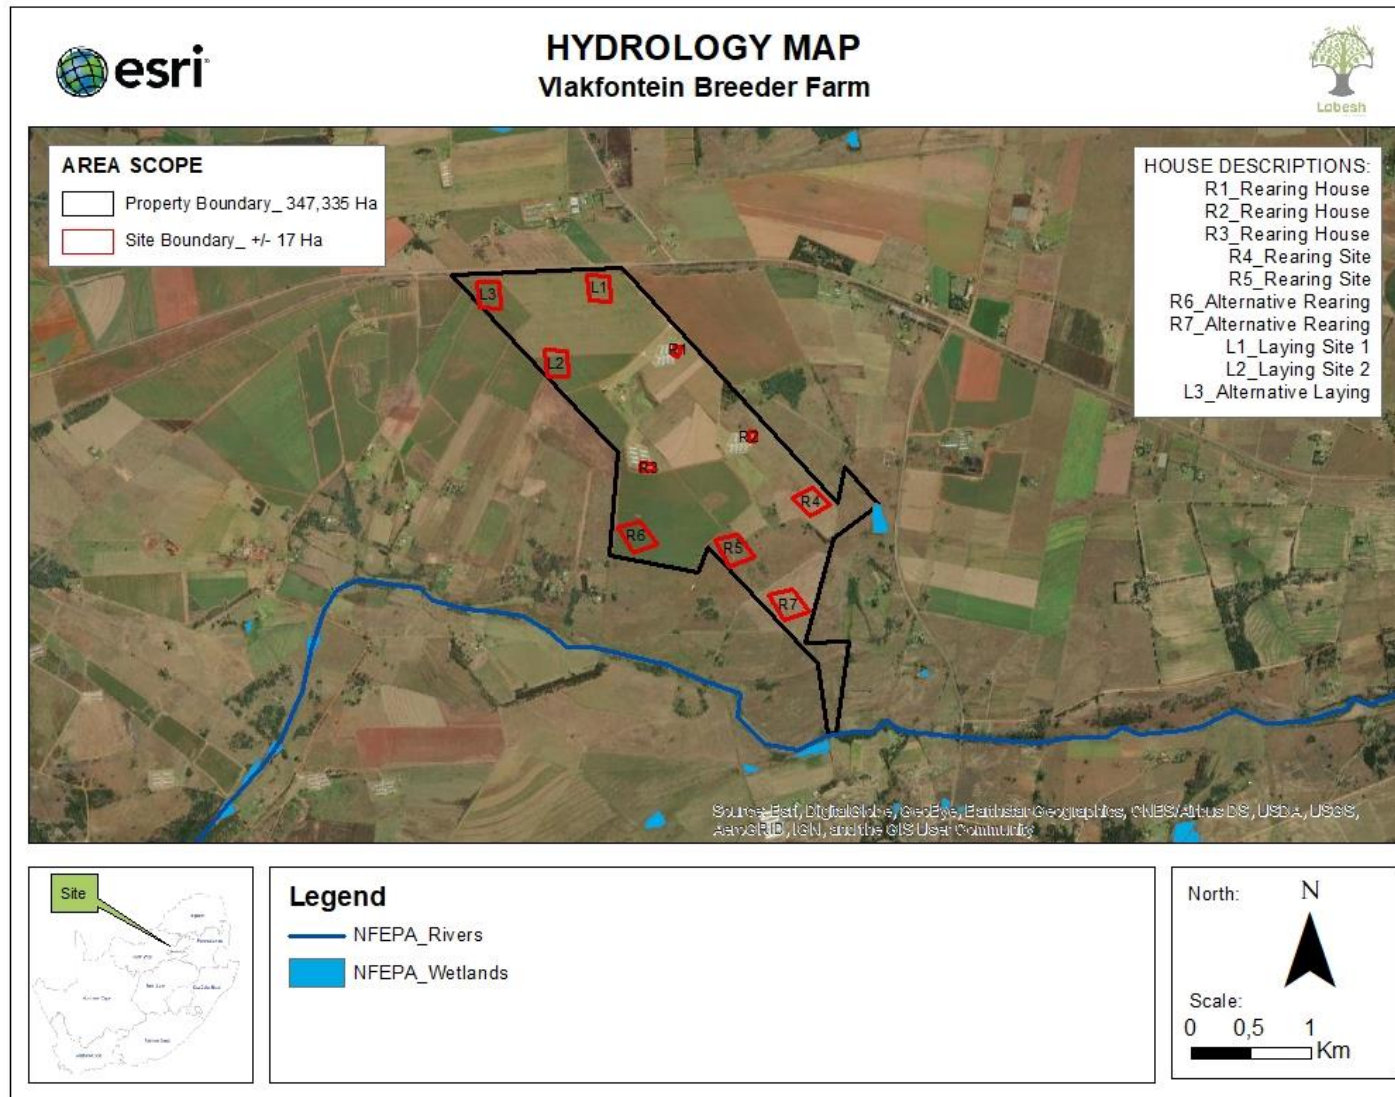 esri
HYDROLOGY MAP
Vlakfontein Breeder Farm
Labesh
AREA SCOPE
Property Boundary_ 347,335 Ha
Site Boundary_ +/- 17 Ha
HOUSE DESCRIPTIONS:
R1_Rearing House
R2_Rearing House
R3_Rearing House
R4_Rearing Site
R5_Rearing Site
R6_Alternative Rearing
R7_Alternative Rearing
L1_Laying Site 1
L2_Laying Site 2
L3_Alternative Laying
L3
L1
R1
L2
R2
R3
R4
R6
R5
R7
Source: Esri, DigitalGlobe, GeoEye, Earthstar Geographics, CNES/Airbus DS, USDA, USGS,
AeroGRID, IGN, and the GIS User Community
Site
Legend
NFEPA_Rivers
NFEPA_Wetlands
North:
N
Scale:
0 0,5 1
Km